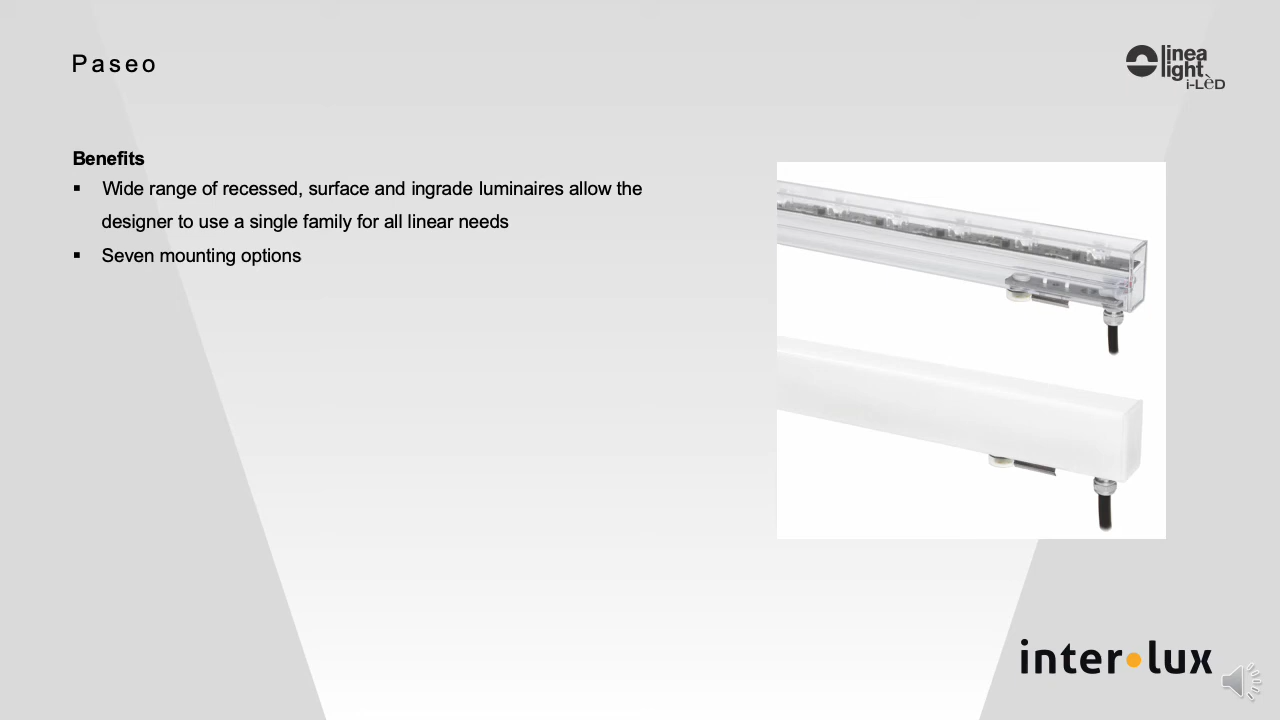 Paseo
linea
light
i-LèD
Benefits
▪ Wide range of recessed, surface and ingrade luminaires allow the
designer to use a single family for all linear needs
▪ Seven mounting options
inter•lux